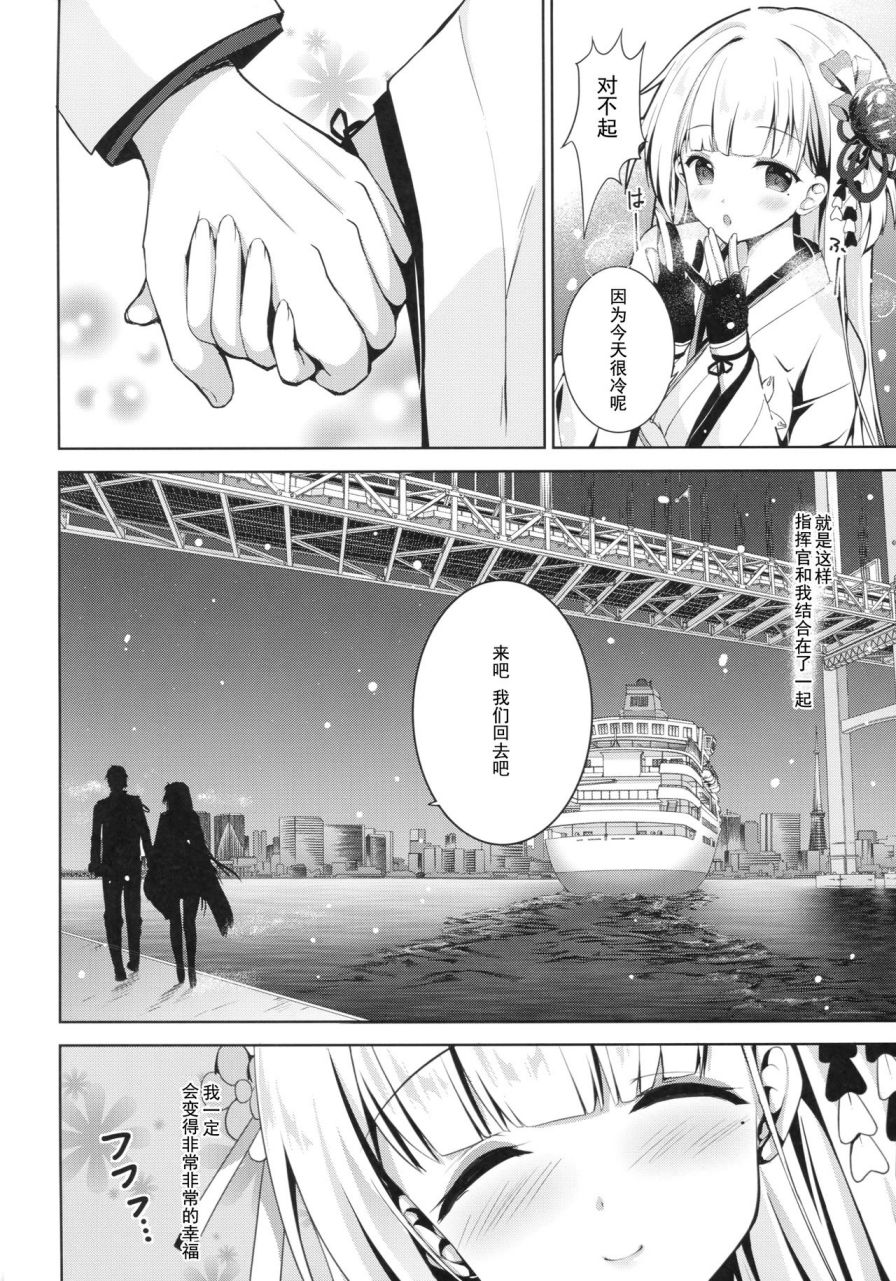 对不起
は
ふ
因为今天很冷呢
就是这样
指挥官和我结合在了一起
来吧 我们回去吧
我一定
会变得非常非常的幸福
フフフ…